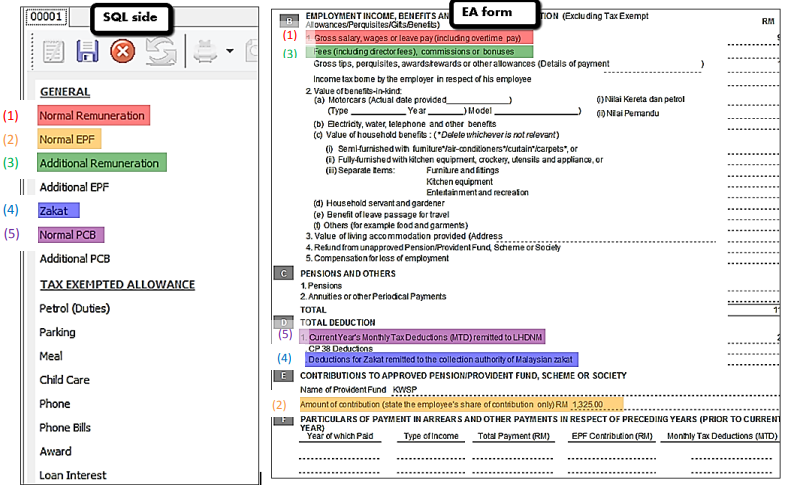 00001
SQL side
EA form
GENERAL
(1) Normal Remuneration
(2) Normal EPF
(3) Additional Remuneration
Additional EPF
(4) Zakat
(5) Normal PCB
Additional PCB
TAX EXEMPTED ALLOWANCE
Petrol (Duties)
Parking
Meal
Child Care
Phone
Phone Bills
Award
Loan Interest
B EMPLOYMENT INCOME, BENEFITS AN TION (Excluding Tax Exempt
Allowances/Perquisites/Gifts/Benefits) RM
(1) 1. Gross salary, wages or leave pay (including overtime pay)
(3) Fees (including director fees), commissions or bonuses
Gross tips, perquisites, awards/rewards or other allowances (Details of payment )
Income tax borne by the employer in respect of his employee
2. Value of benefits-in-kind:
(a) Motorcars (Actual date provided ) (i) Nilai Kereta dan petrol
(Type Year ) Model ) (ii) Nilai Pemandu
(b) Electricity, water, telephone and other benefits
(c) Value of household benefits : (*Delete whichever is not relevant)
(i) Semi-furnished with furniture*/air-conditioners*/curtain*/carpets*, or
(ii) Fully-furnished with kitchen equipment, crockery, utensils and appliance, or
(iii) Separate items: Furniture and fittings
Kitchen equipment
Entertainment and recreation
(d) Household servant and gardener
(e) Benefit of leave passage for travel
(f) Others (for example food and garments)
3. Value of living accommodation provided (Address
4. Refund from unapproved Pension/Provident Fund, Scheme or Society
5. Compensation for loss of employment
C PENSIONS AND OTHERS
1. Pensions
2. Annuities or other Periodical Payments
TOTAL
D TOTAL DEDUCTION
(5) 1. Current Year's Monthly Tax Deductions (MTD) remitted to LHDNM
CP 38 Deductions
(4) Deductions for Zakat remitted to the collection authority of Malaysian zakat
E CONTRIBUTIONS TO APPROVED PENSION/PROVIDENT FUND, SCHEME OR SOCIETY
Name of Provident Fund KWSP
(2) Amount of contribution (state the employee's share of contribution only) RM 1,325.00
F PARTICULARS OF PAYMENT IN ARREARS AND OTHER PAYMENTS IN RESPECT OF PRECEDING YEARS (PRIOR TO CURRENT
YEAR)
Year of which Paid Type of Income Total Payment (RM) EPF Contribution (RM) Monthly Tax Deductions (MTD)